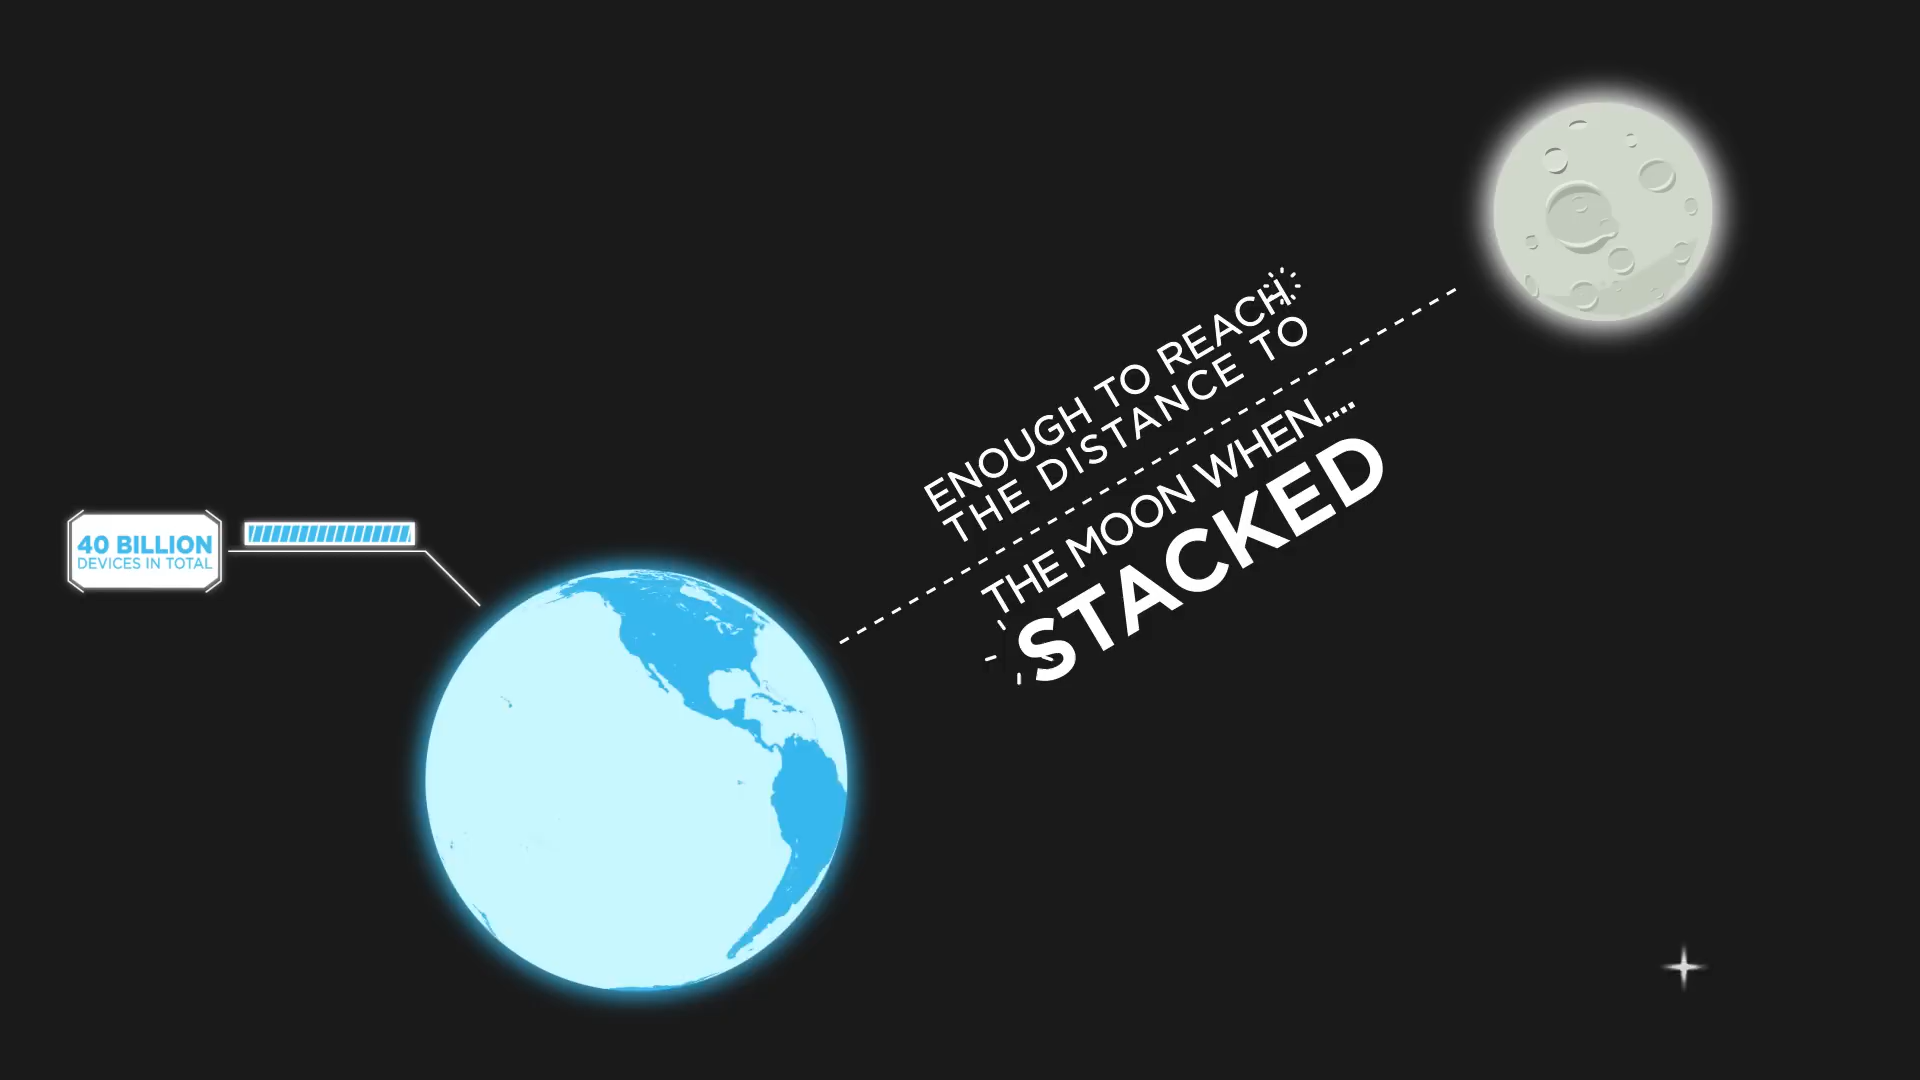 40 BILLION
DEVICES IN TOTAL
ENOUGH TO REACH
THE DISTANCE TO
THE MOON WHEN....
STACKED